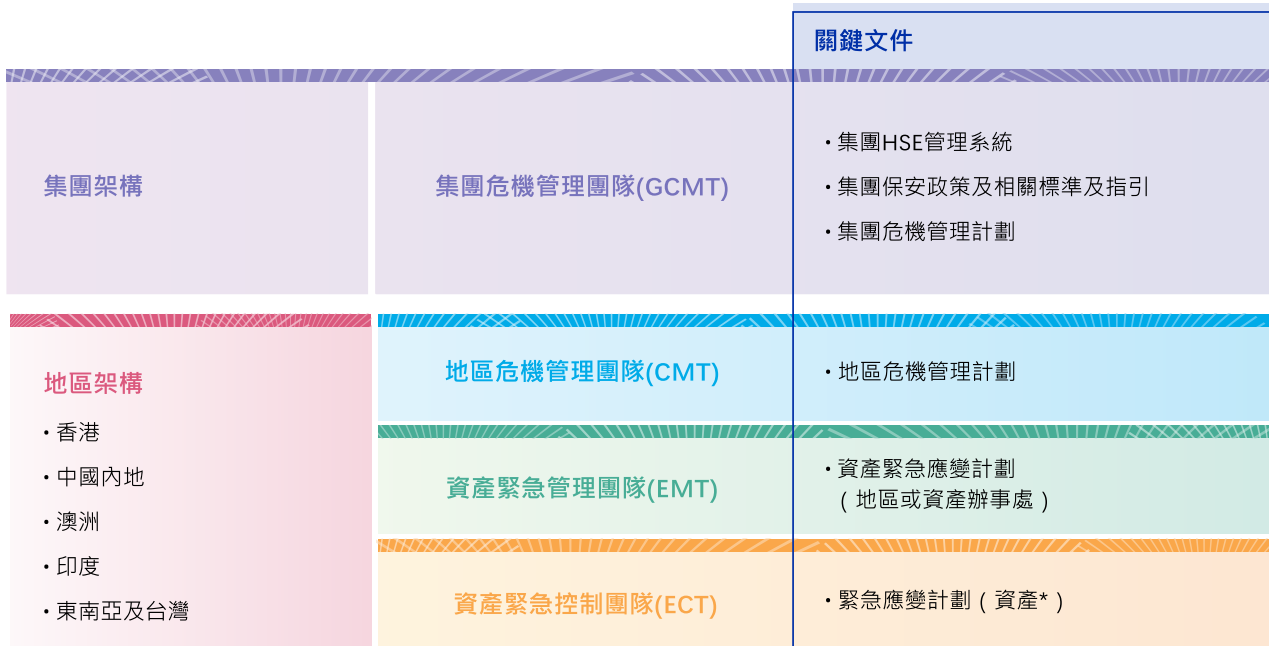 關鍵文件
集團架構
集團危機管理團隊(GCMT)
• 集團HSE管理系統
• 集團保安政策及相關標準及指引
• 集團危機管理計劃
地區架構
• 香港
• 中國內地
• 澳洲
• 印度
• 東南亞及台灣
地區危機管理團隊(CMT)
• 地區危機管理計劃
資產緊急管理團隊(EMT)
• 資產緊急應變計劃
（地區或資產辦事處）
資產緊急控制團隊(ECT)
• 緊急應變計劃（資產*）